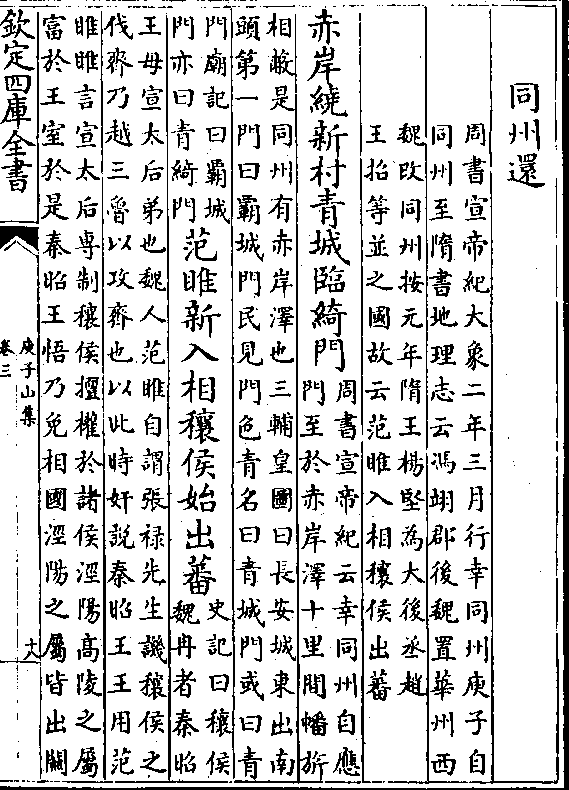 同州還
周書宣帝紀大象二年三月行幸同州庚子自
同州至隋書地理志云馮翊郡後魏置華州西
魏改同州按元年隋王楊堅為大後丞趙
王招等並之國故云范睢入相穰侯出蕃
赤岸繞新村青城臨綺門
周書宣帝紀云幸同州自應
門至於赤岸澤十里間幡旂
相蔽是同州有赤岸澤也三輔皇圖曰長安城東出南
頭第一門曰霸城門民見門色青名曰青城門或曰青
門廟記曰霸城
門亦曰青綺門
范睢新入相穰侯始出蕃
史記曰穰侯
魏冉者秦昭
王母宣太后弟也魏人范睢自謂張祿先生譏穰侯之
伐齊乃越三晉以攻齊也以此時奸說秦昭王王用范
睢睢言宣太后専制穰侯擅權於諸侯涇陽髙陵之屬
富於王室於是秦昭王悟乃免相國涇陽之屬皆出關
欽定四庫全書
庾子山集
卷三